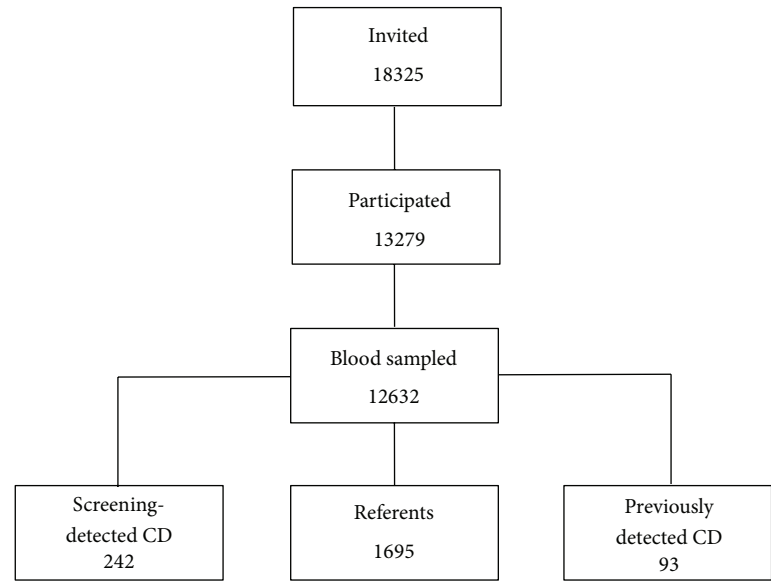 Invited
18325
Participated
13279
Blood sampled
12632
Screening-
detected CD
242
Referents
1695
Previously
detected CD
93